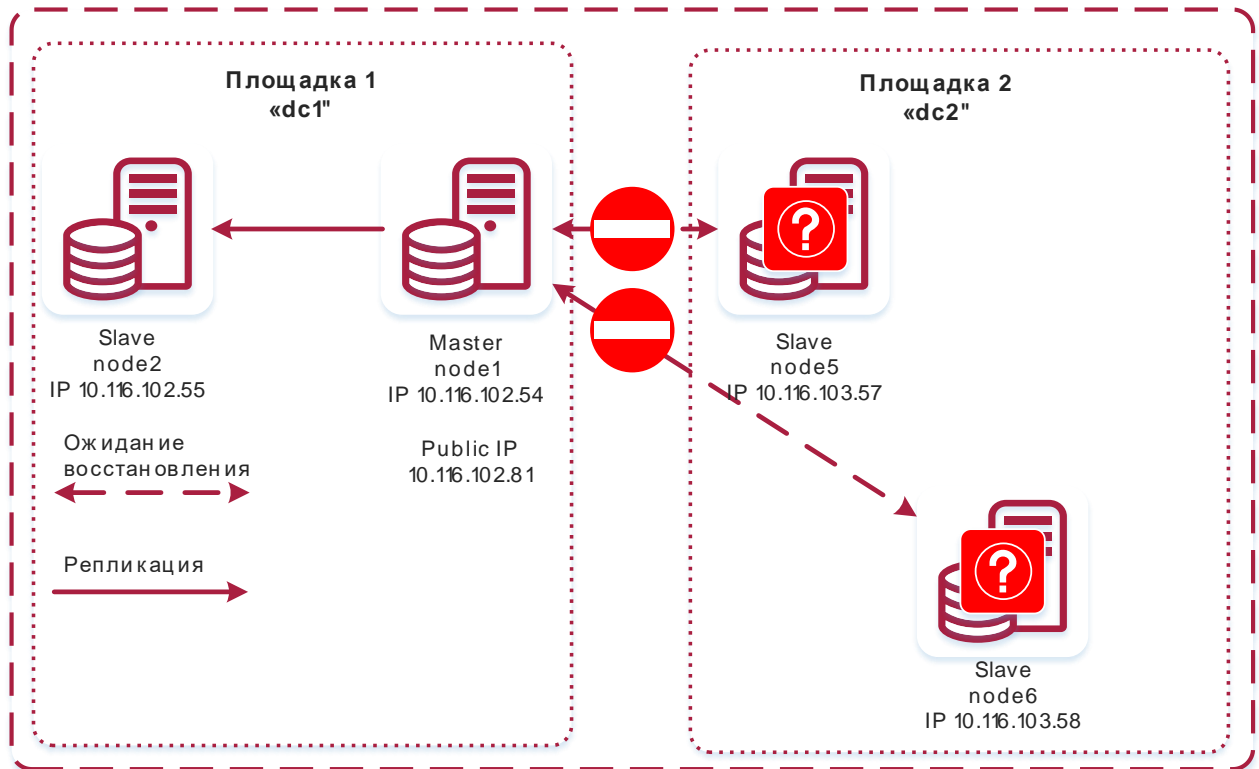 Площадка 1
«dc1"
Площадка 2
«dc2"
Slave
node2
IP 10.116.102.55
Master
node1
IP 10.116.102.54
Public IP
10.116.102.81
Slave
node5
IP 10.116.103.57
Ожидание
восстановления
Репликация
?
?
Slave
node6
IP 10.116.103.58